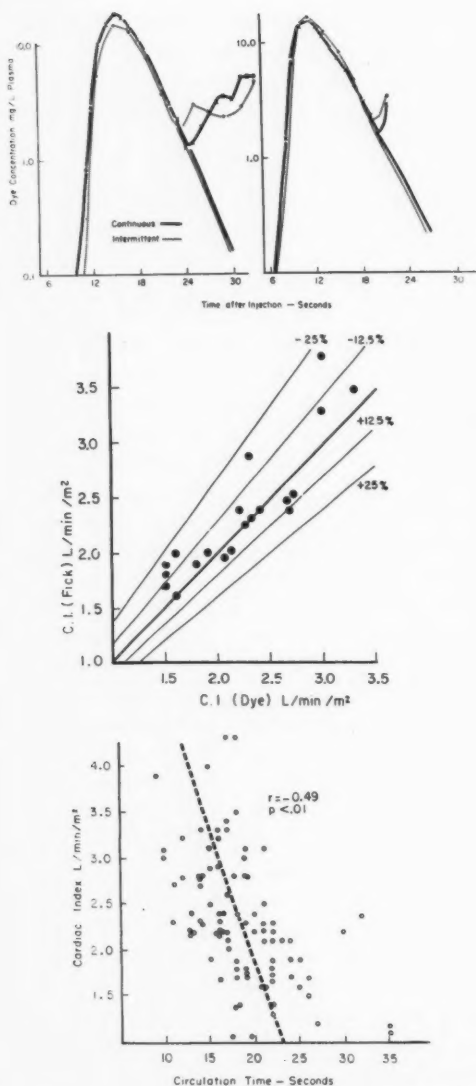 Dye Concentration mg/L Plasma
10.0
1.0
0.1
Continuous
Intermittent
6 12 18 24 30
10.0
1.0
6 12 18 24 30
Time after Injection — Seconds
-25%
-12.5%
+12.5%
+25%
C.I. (Fick) L/min/m²
3.5
3.0
2.5
2.0
1.5
1.0
1.5 2.0 2.5 3.0 3.5
C.I (Dye) L/min/m²
r=-0.49
p <.01
Cardiac Index L/min/m²
4.0
3.5
3.0
2.5
2.0
1.5
10 15 20 25 30 35
Circulation Time - Seconds